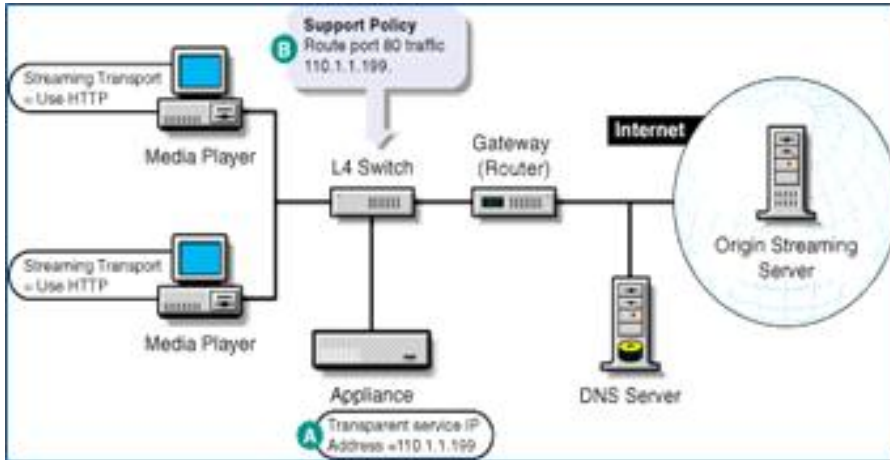 Support Policy
B
Route port 80 traffic
110.1.1.199.
Streaming Transport
= Use HTTP
Media Player
L4 Switch
Gateway
(Router)
Internet
Origin Streaming
Server
Streaming Transport
= Use HTTP
Media Player
Appliance
DNS Server
A
Transparent service IP
Address =110.1.1.199